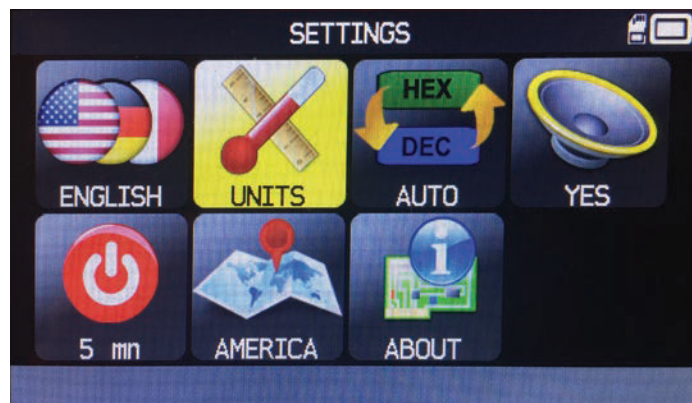 SETTINGS
HEX
DEC
ENGLISH
UNITS
AUTO
YES
i
5 mn
AMERICA
ABOUT